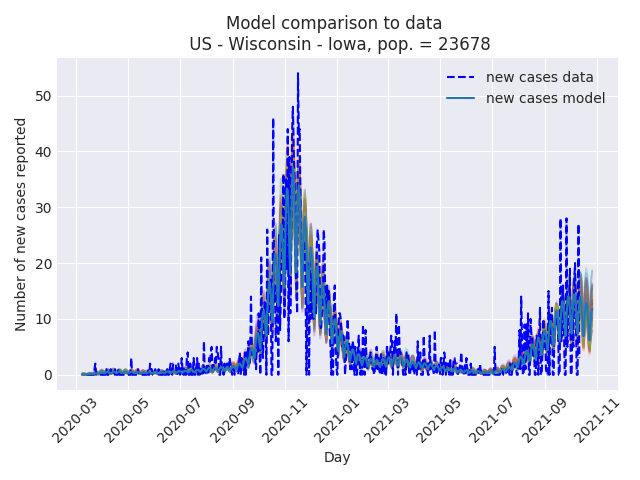 Model comparison to data
US - Wisconsin - Iowa, pop. = 23678
new cases data
new cases model
Number of new cases reported
50
40
30
20
10
0
2020-03
2020-05
2020-07
2020-09
2020-11
2021-01
2021-03
2021-05
2021-07
2021-09
2021-11
Day